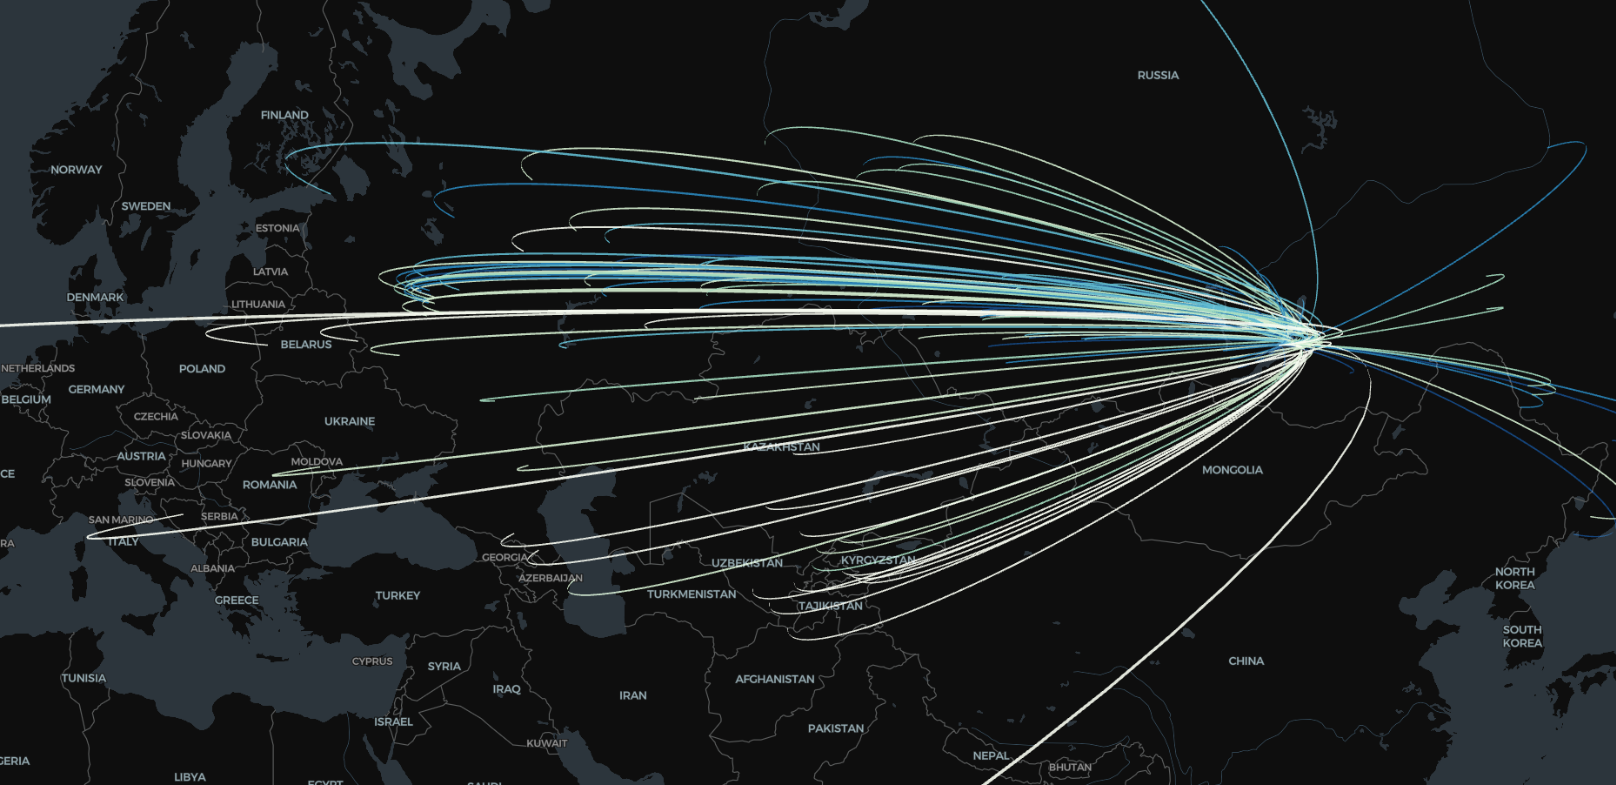 RUSSIA
FINLAND
NORWAY
SWEDEN
ESTONIA
LATVIA
DENMARK
LITHUANIA
BELARUS
NETHERLANDS
POLAND
GERMANY
BELGIUM
CZECHIA
UKRAINE
SLOVAKIA
KAZAKHSTAN
AUSTRIA
HUNGARY
MOLDOVA
CE
MONGOLIA
SLOVENIA
ROMANIA
SAN MARINO
SERBIA
RA
ITALY
BULGARIA
GEORGIA
UZBEKISTAN
KYRGYZSTAN
ALBANIA
AZERBAIJAN
NORTH
KOREA
GREECE
TURKEY
TURKMENISTAN
TAJIKISTAN
SOUTH
KOREA
CYPRUS
SYRIA
CHINA
TUNISIA
AFGHANISTAN
IRAQ
IRAN
ISRAEL
PAKISTAN
KUWAIT
NEPAL
GERIA
BHUTAN
LIBYA
EGYPT
SAUDI